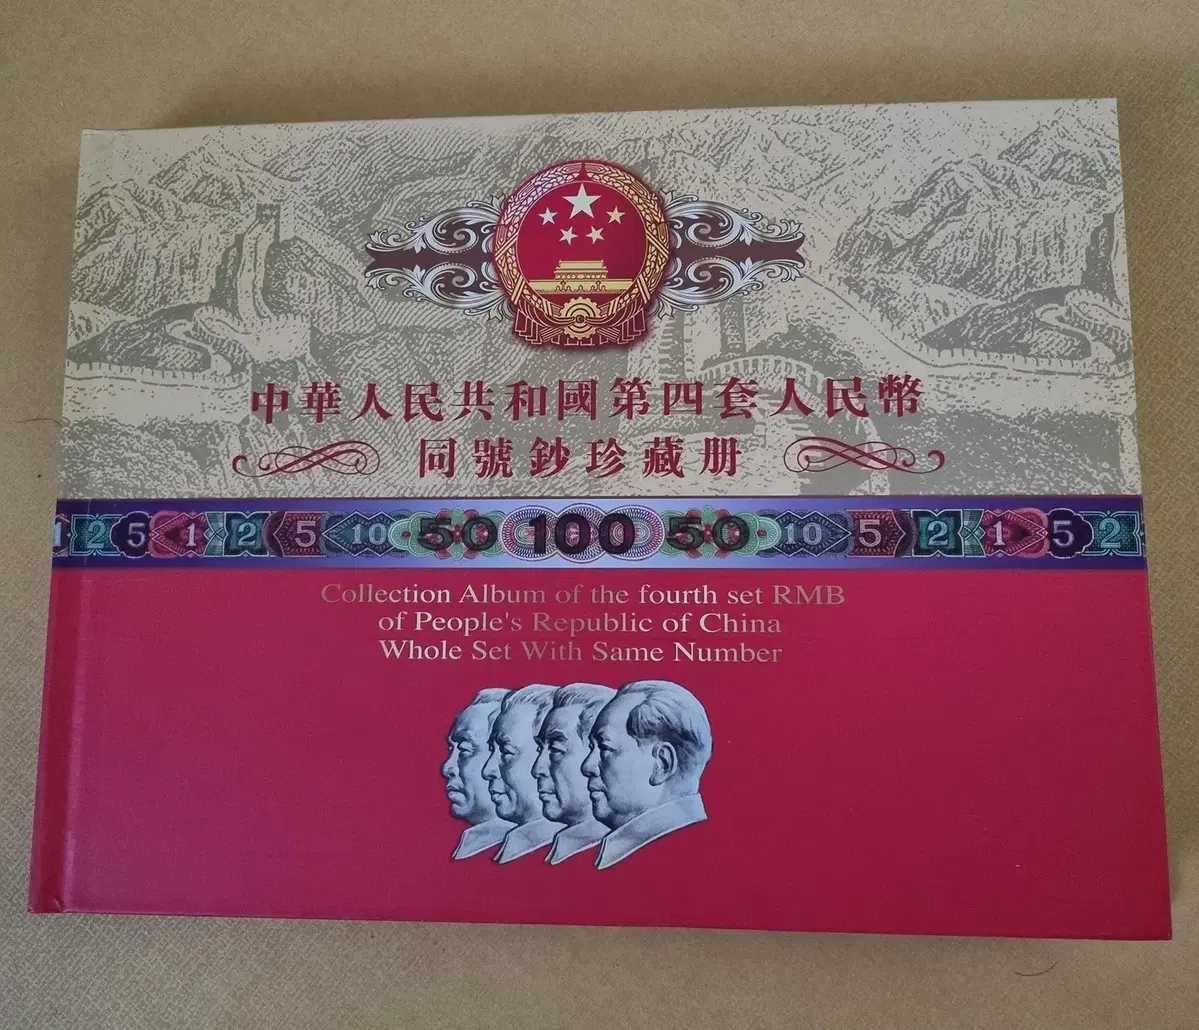 中華人民共和國第四套人民幣
同號鈔珍藏册
1 2 5 1 2 5 10 50 100 50 10 5 2 1 5 2
Collection Album of the fourth set RMB
of People's Republic of China
Whole Set With Same Number